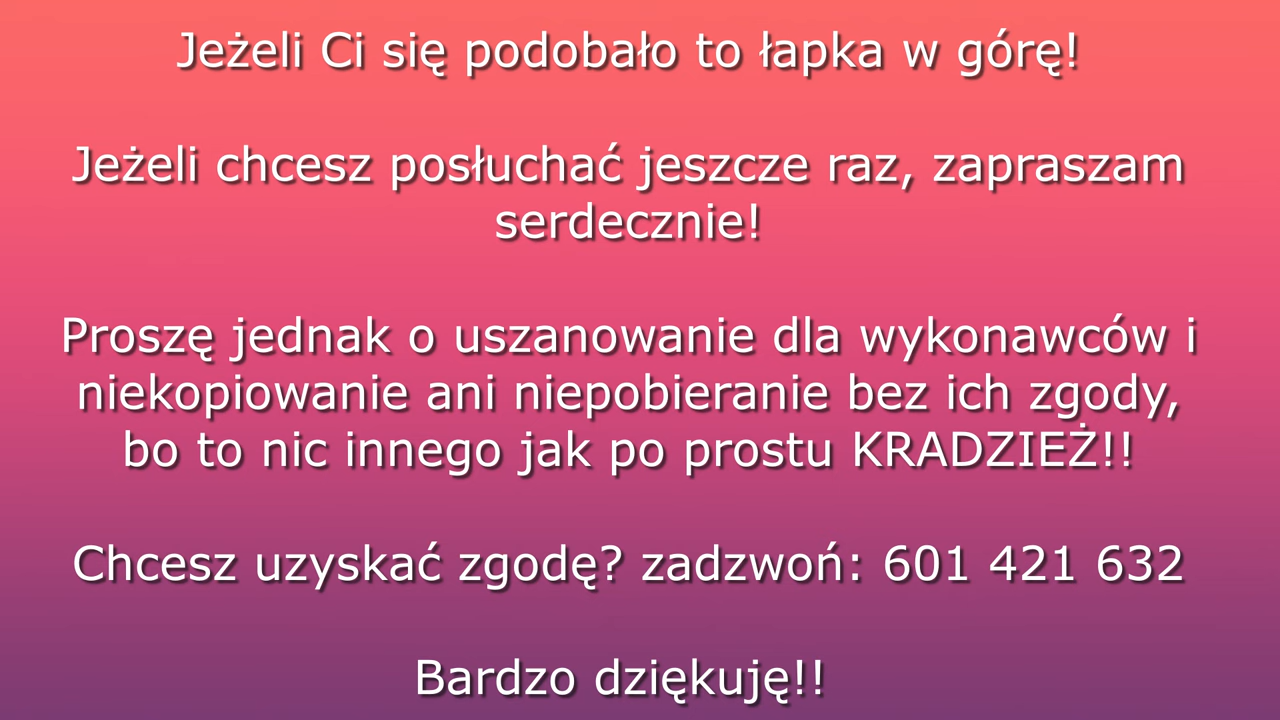 Jeżeli Ci się podobało to łapka w górę!
Jeżeli chcesz posłuchać jeszcze raz, zapraszam
serdecznie!
Proszę jednak o uszanowanie dla wykonawców i
niekopiowanie ani niepobieranie bez ich zgody,
bo to nic innego jak po prostu KRADZIEŻ!!
Chcesz uzyskać zgodę? zadzwoń: 601 421 632
Bardzo dziękuję!!